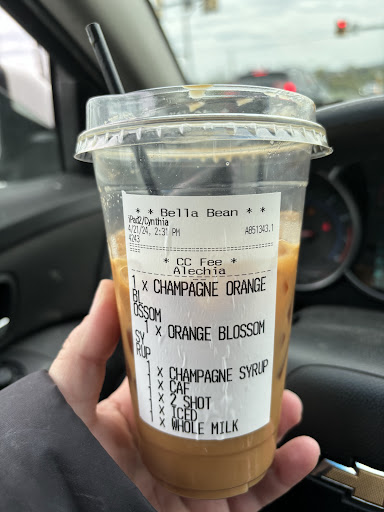 * * Bella Bean * *
iPad2/Cynthia
4/21/24, 2:31 PM A851343.1
4243
* CC Fee *
Alechia
1 x CHAMPAGNE ORANGE
BL
OSSOM
1 x ORANGE BLOSSOM
SY
RUP
1 x CHAMPAGNE SYRUP
1 x CAF
1 x 2 SHOT
1 x ICED
1 x WHOLE MILK